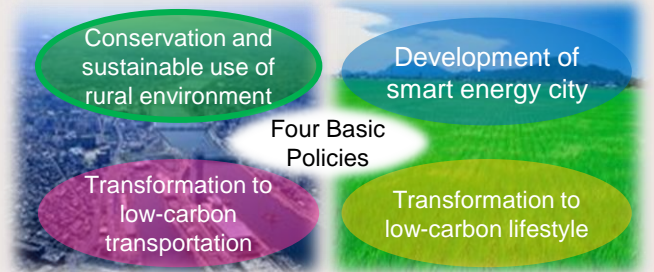 Conservation and
sustainable use of
rural environment
Development of
smart energy city
Four Basic
Policies
Transformation to
low-carbon
transportation
Transformation to
low-carbon lifestyle